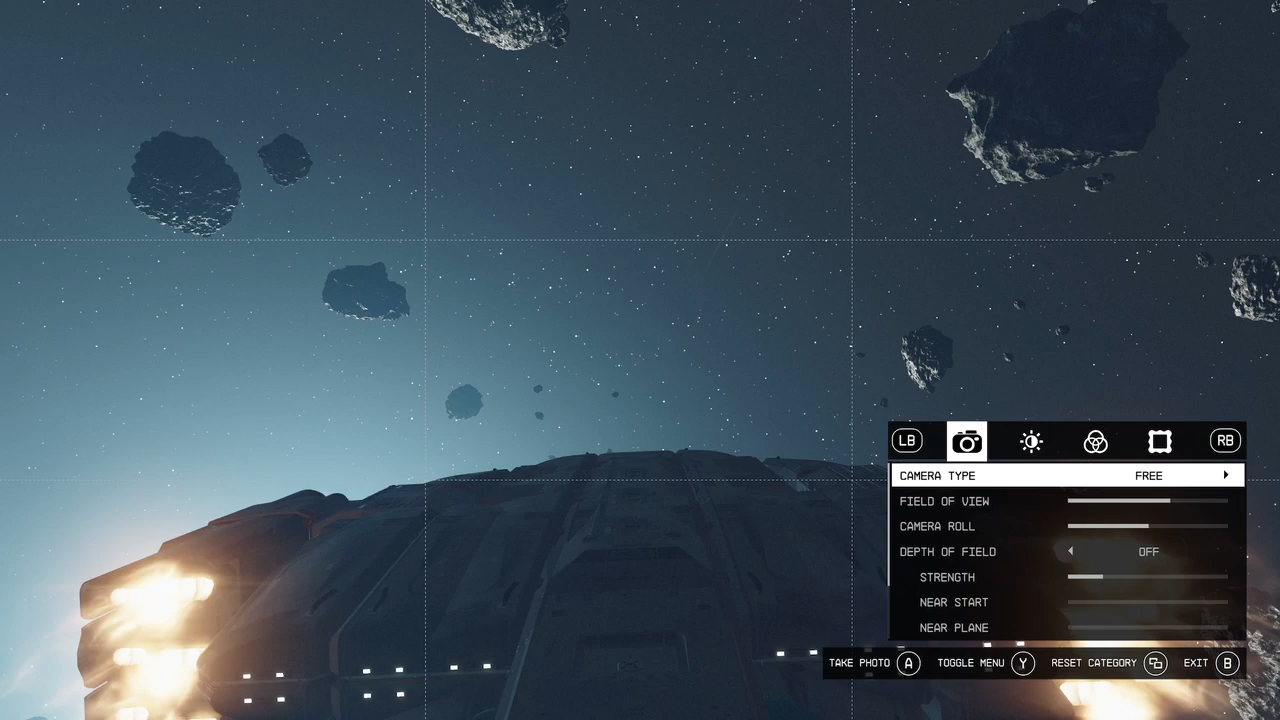 LB RB
CAMERA TYPE FREE
FIELD OF VIEW
CAMERA ROLL
DEPTH OF FIELD OFF
STRENGTH
NEAR START
NEAR PLANE
TAKE PHOTO A TOGGLE MENU Y RESET CATEGORY EXIT B